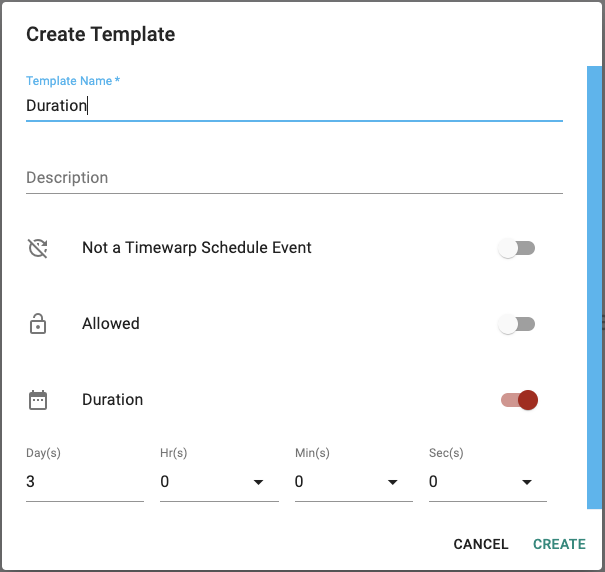 Create Template
Template Name *
Duration
Description
Not a Timewarp Schedule Event
Allowed
Duration
Day(s) Hr(s) Min(s) Sec(s)
3 0 0 0
CANCEL CREATE